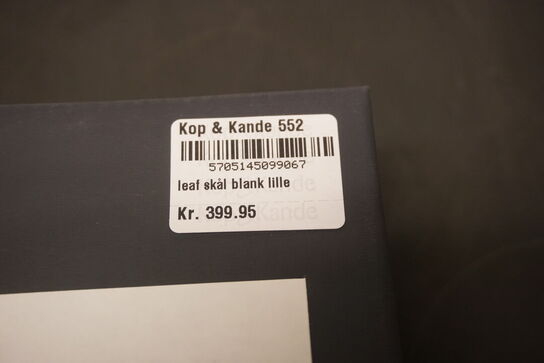 Kop & Kande 552
5705145099067
leaf skål blank lille
Kr. 399.95